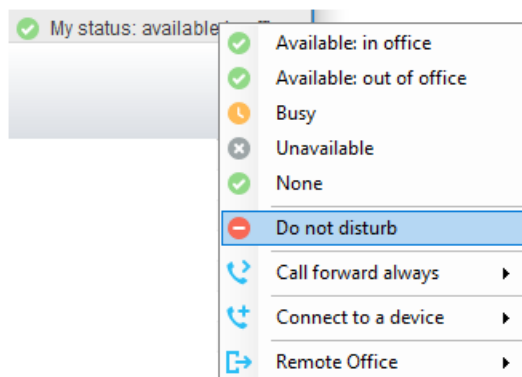 My status: available
Available: in office
Available: out of office
Busy
Unavailable
None
Do not disturb
Call forward always
Connect to a device
Remote Office